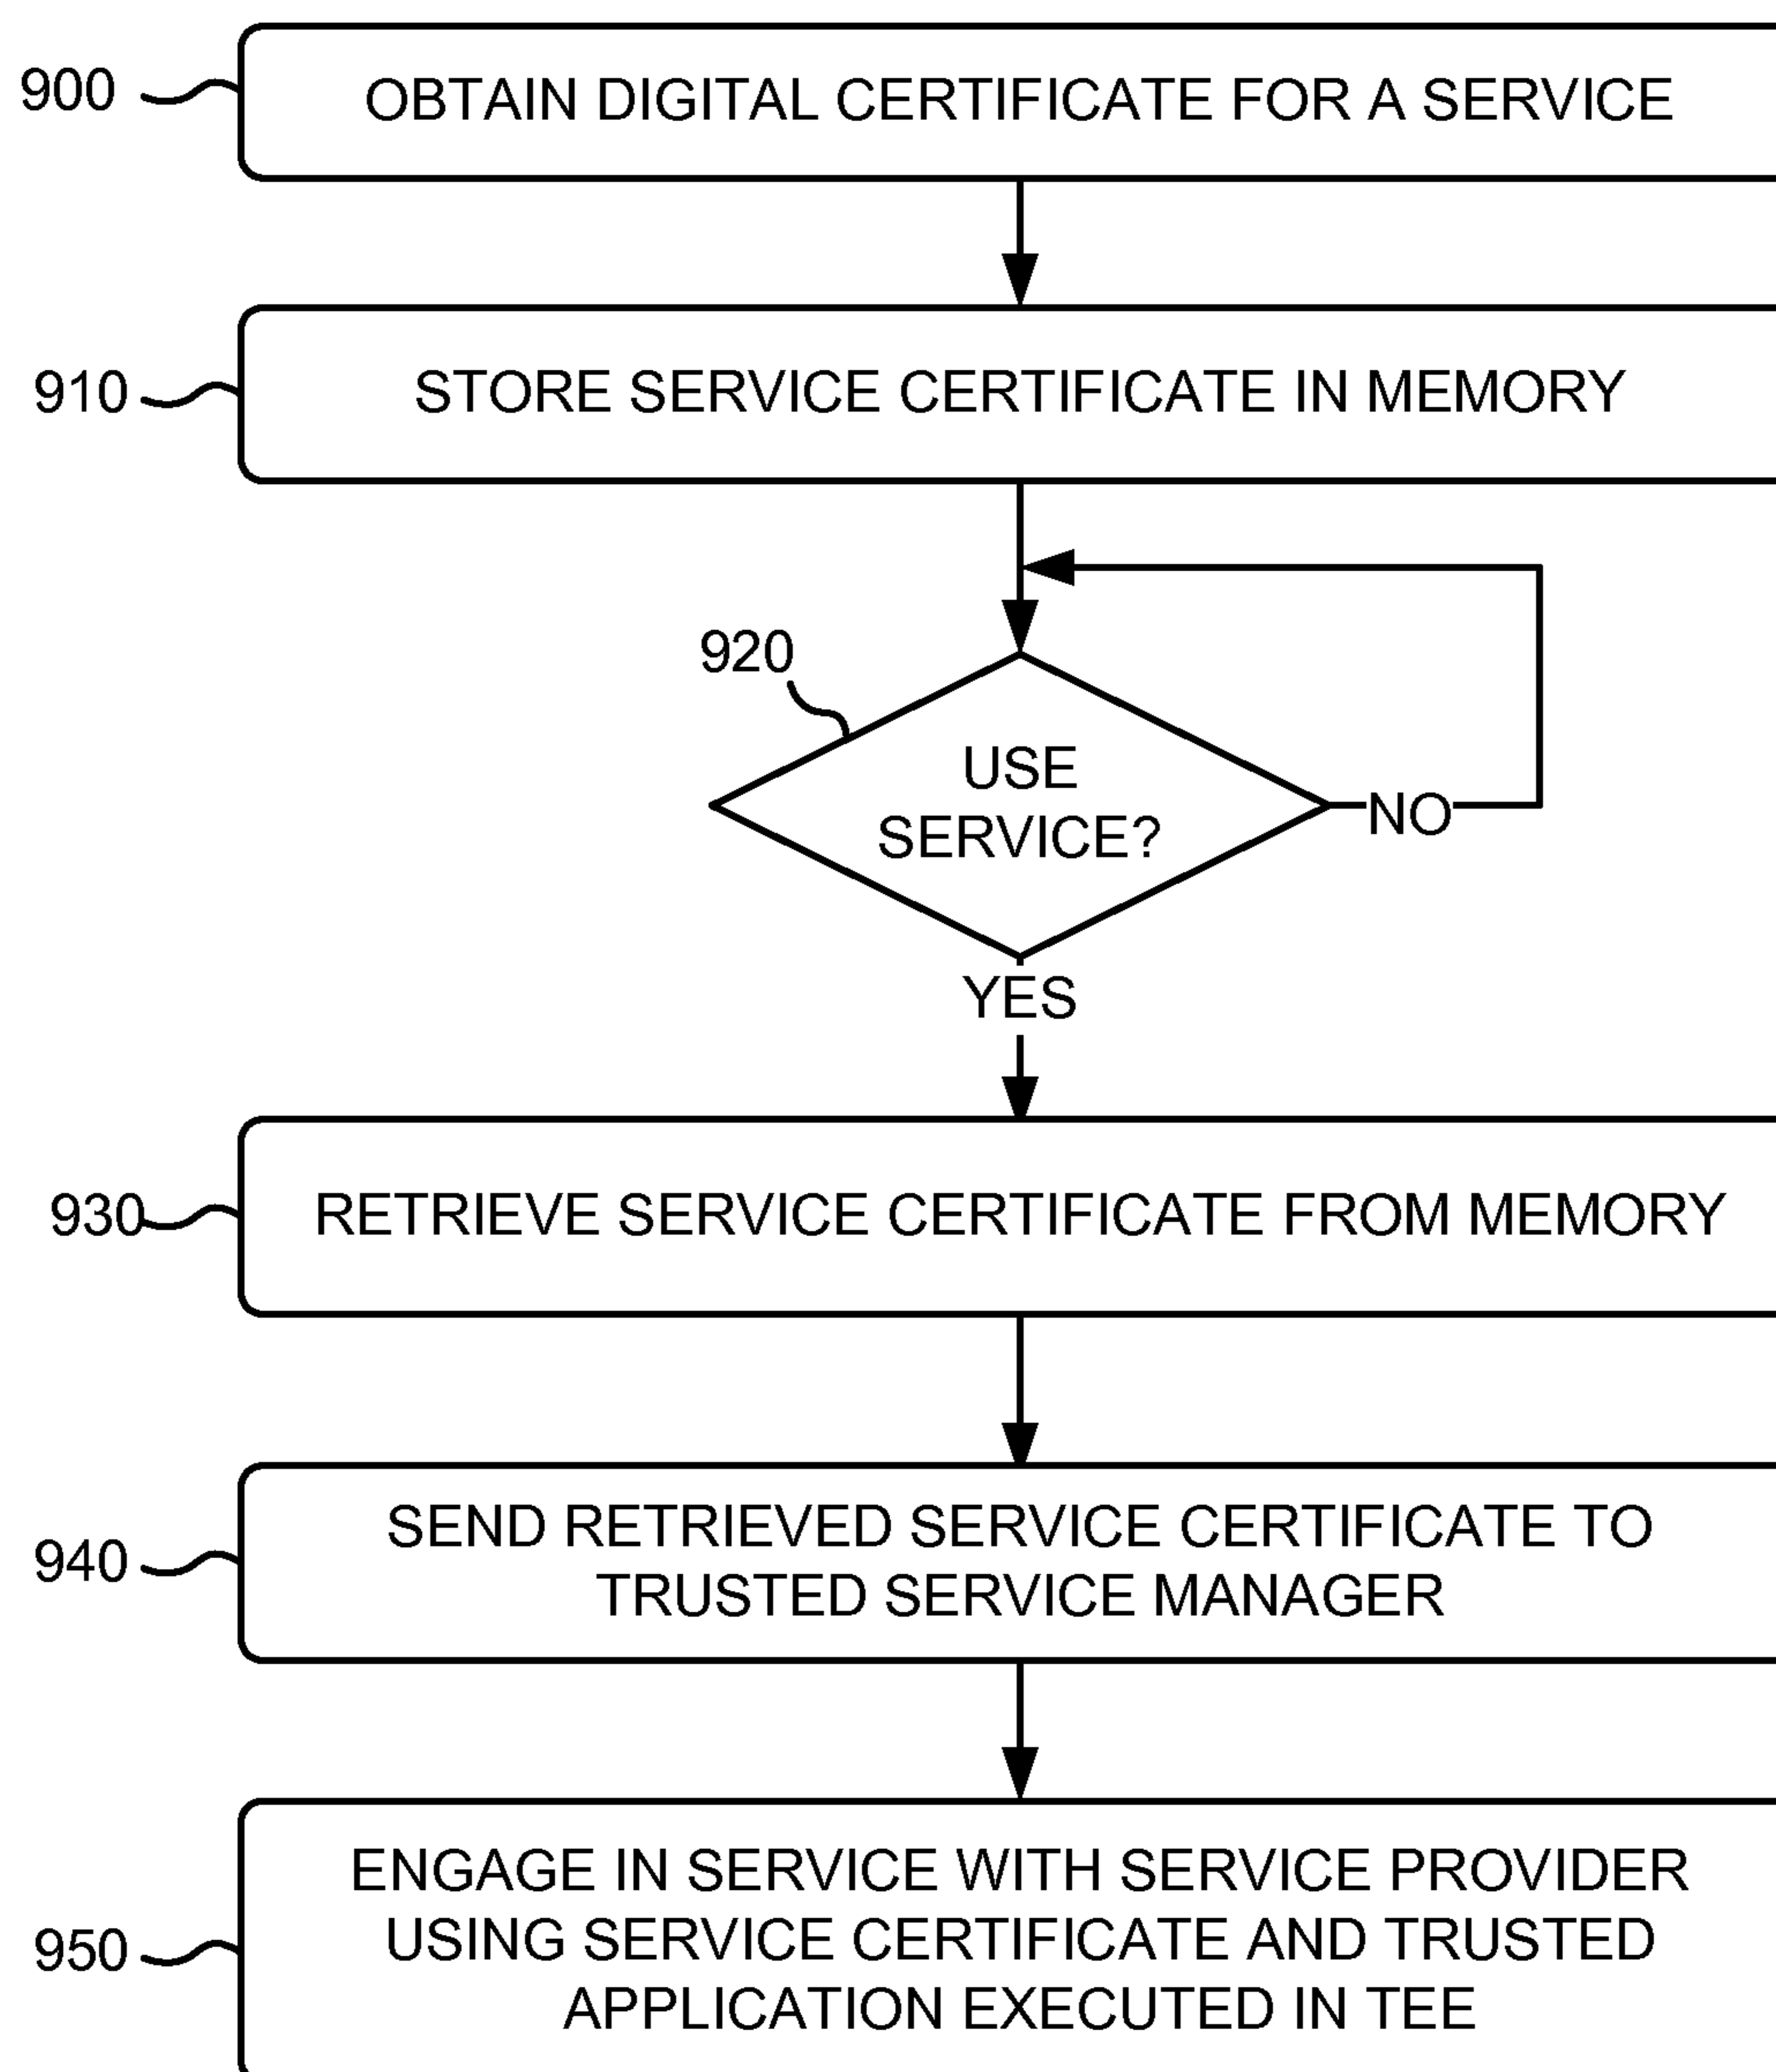 900
OBTAIN DIGITAL CERTIFICATE FOR A SERVICE
910
STORE SERVICE CERTIFICATE IN MEMORY
920
USE
SERVICE?
NO
YES
930
RETRIEVE SERVICE CERTIFICATE FROM MEMORY
940
SEND RETRIEVED SERVICE CERTIFICATE TO
TRUSTED SERVICE MANAGER
950
ENGAGE IN SERVICE WITH SERVICE PROVIDER
USING SERVICE CERTIFICATE AND TRUSTED
APPLICATION EXECUTED IN TEE